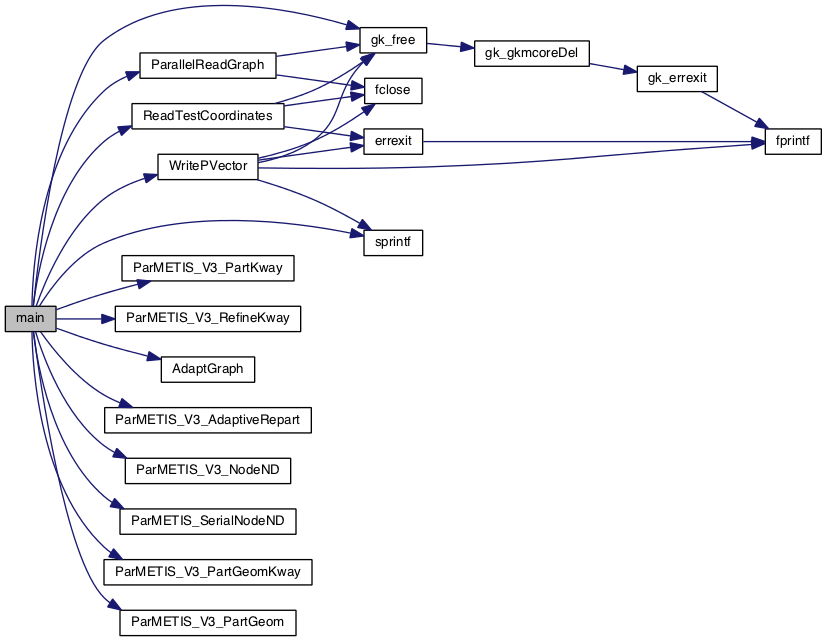 gk_free
gk_gkmcoreDel
ParallelReadGraph
gk_errexit
fclose
ReadTestCoordinates
errexit
fprintf
WritePVector
sprintf
ParMETIS_V3_PartKway
main
ParMETIS_V3_RefineKway
AdaptGraph
ParMETIS_V3_AdaptiveRepart
ParMETIS_V3_NodeND
ParMETIS_SerialNodeND
ParMETIS_V3_PartGeomKway
ParMETIS_V3_PartGeom